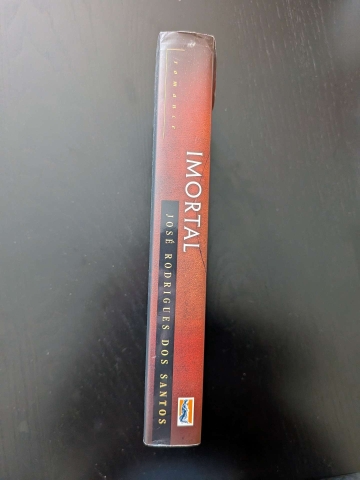 romance
IMORTAL
JOSÉ RODRIGUES DOS SANTOS